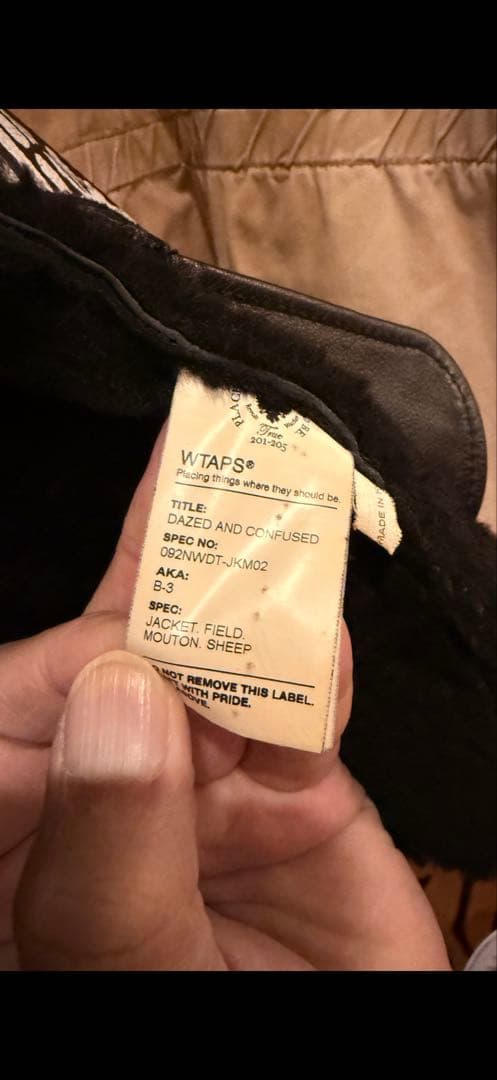 PLAC
True
201-205
WTAPS®
Placing things where they should be.
TITLE:
DAZED AND CONFUSED
SPEC NO:
092NWDT-JKM02
AKA:
B-3
SPEC:
JACKET. FIELD.
MOUTON. SHEEP
NOT REMOVE THIS LABEL.
WITH PRIDE.
MADE IN